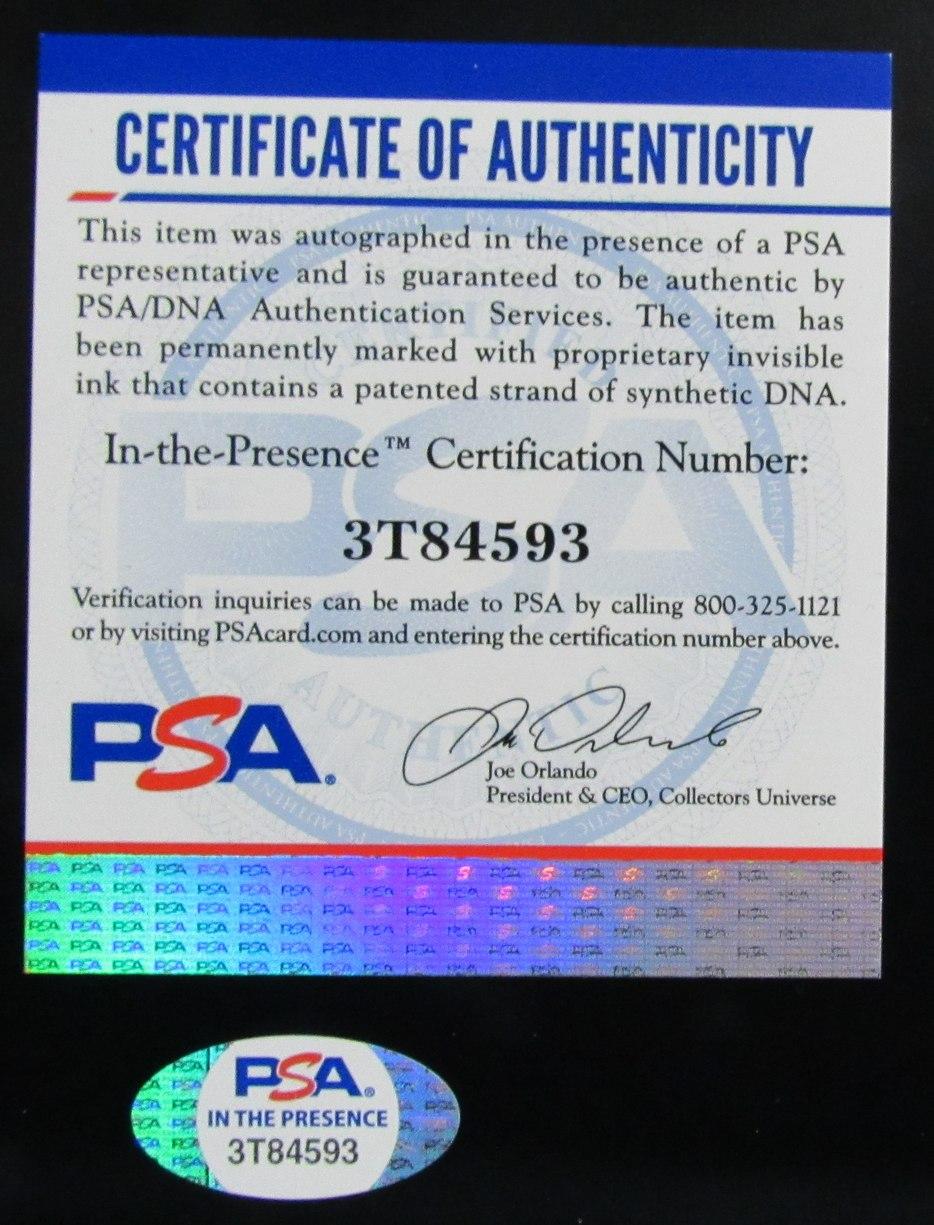 CERTIFICATE OF AUTHENTICITY
This item was autographed in the presence of a PSA
representative and is guaranteed to be authentic by
PSA/DNA Authentication Services. The item has
been permanently marked with proprietary invisible
ink that contains a patented strand of synthetic DNA.
In-the-Presence™ Certification Number:
3T84593
Verification inquiries can be made to PSA by calling 800-325-1121
or by visiting PSAcard.com and entering the certification number above.
PSA®
Joe Orlando
President & CEO, Collectors Universe
PSA®
IN THE PRESENCE
3T84593